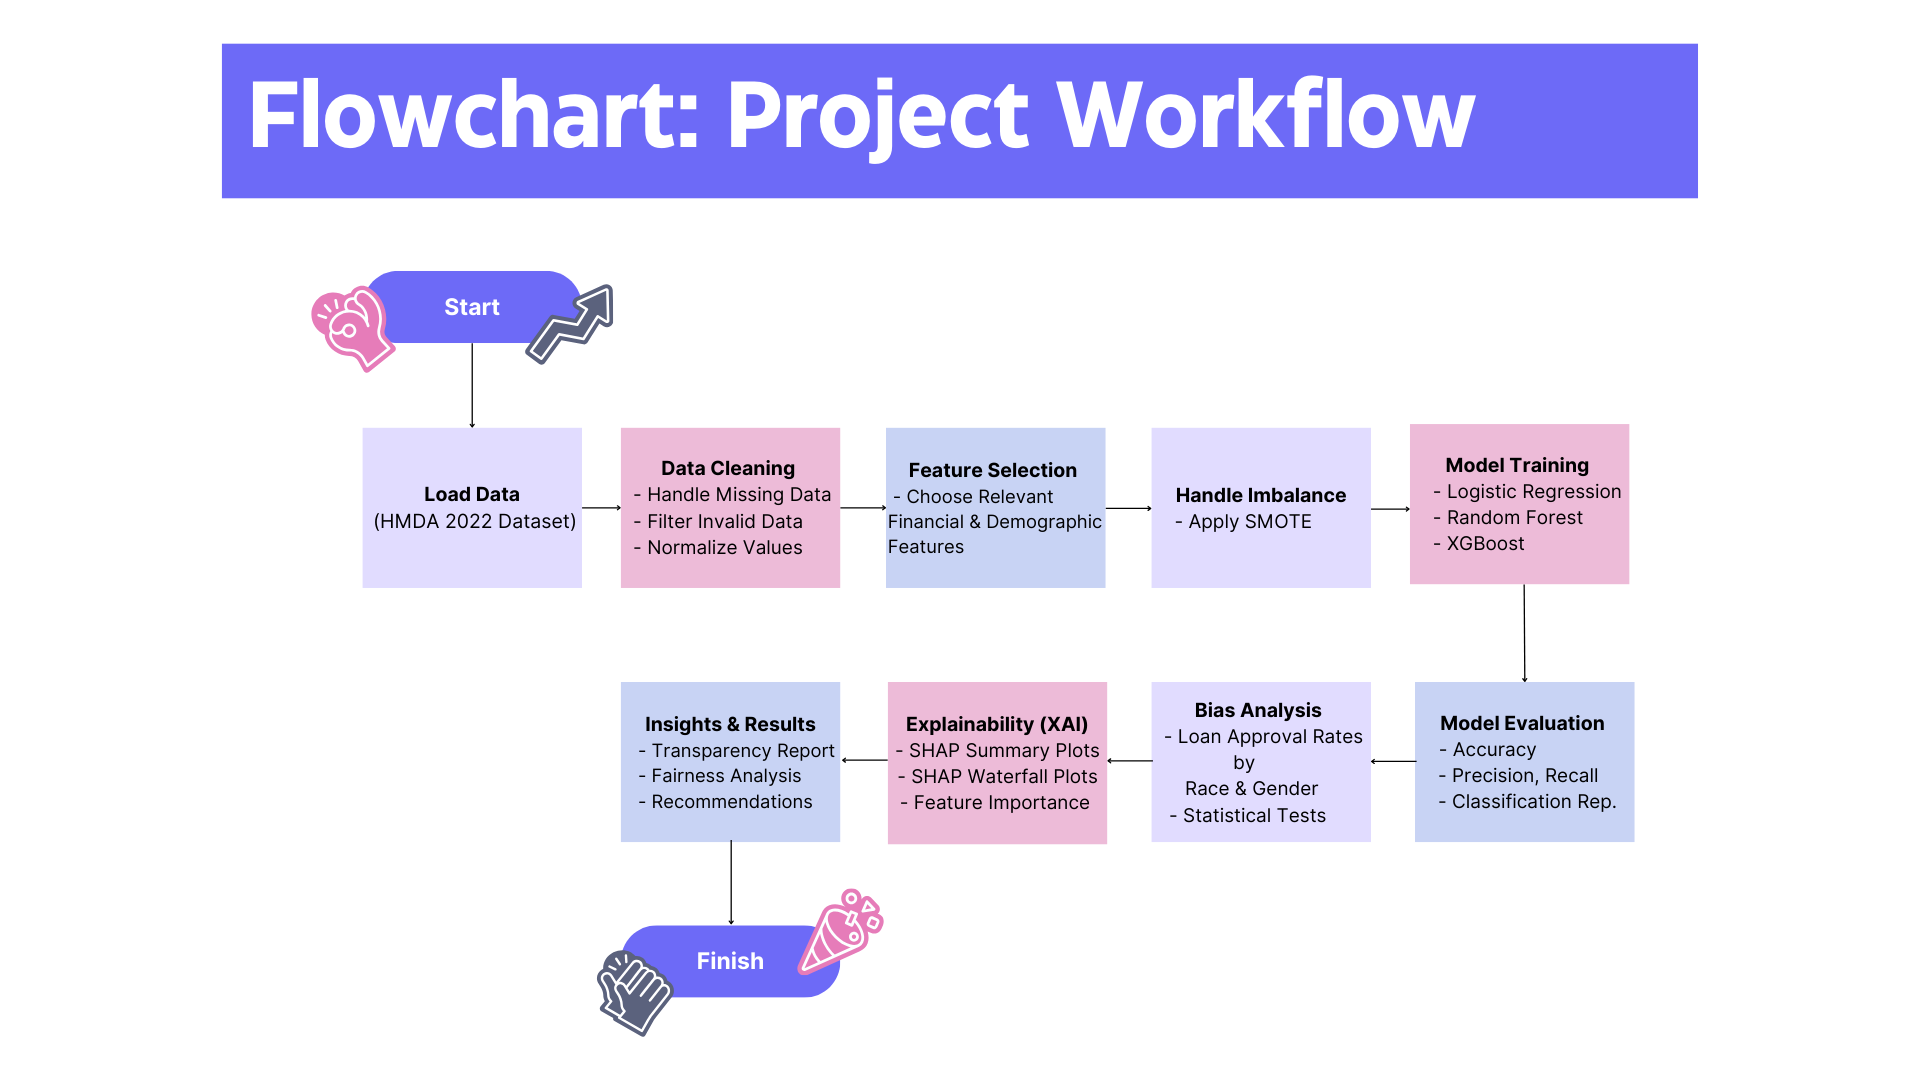 Flowchart: Project Workflow
Start
Load Data
(HMDA 2022 Dataset)
Data Cleaning
- Handle Missing Data
- Filter Invalid Data
- Normalize Values
Feature Selection
- Choose Relevant
Financial & Demographic
Features
Handle Imbalance
- Apply SMOTE
Model Training
- Logistic Regression
- Random Forest
- XGBoost
Model Evaluation
- Accuracy
- Precision, Recall
- Classification Rep.
Bias Analysis
- Loan Approval Rates
by
Race & Gender
- Statistical Tests
Explainability (XAI)
- SHAP Summary Plots
- SHAP Waterfall Plots
- Feature Importance
Insights & Results
- Transparency Report
- Fairness Analysis
- Recommendations
Finish